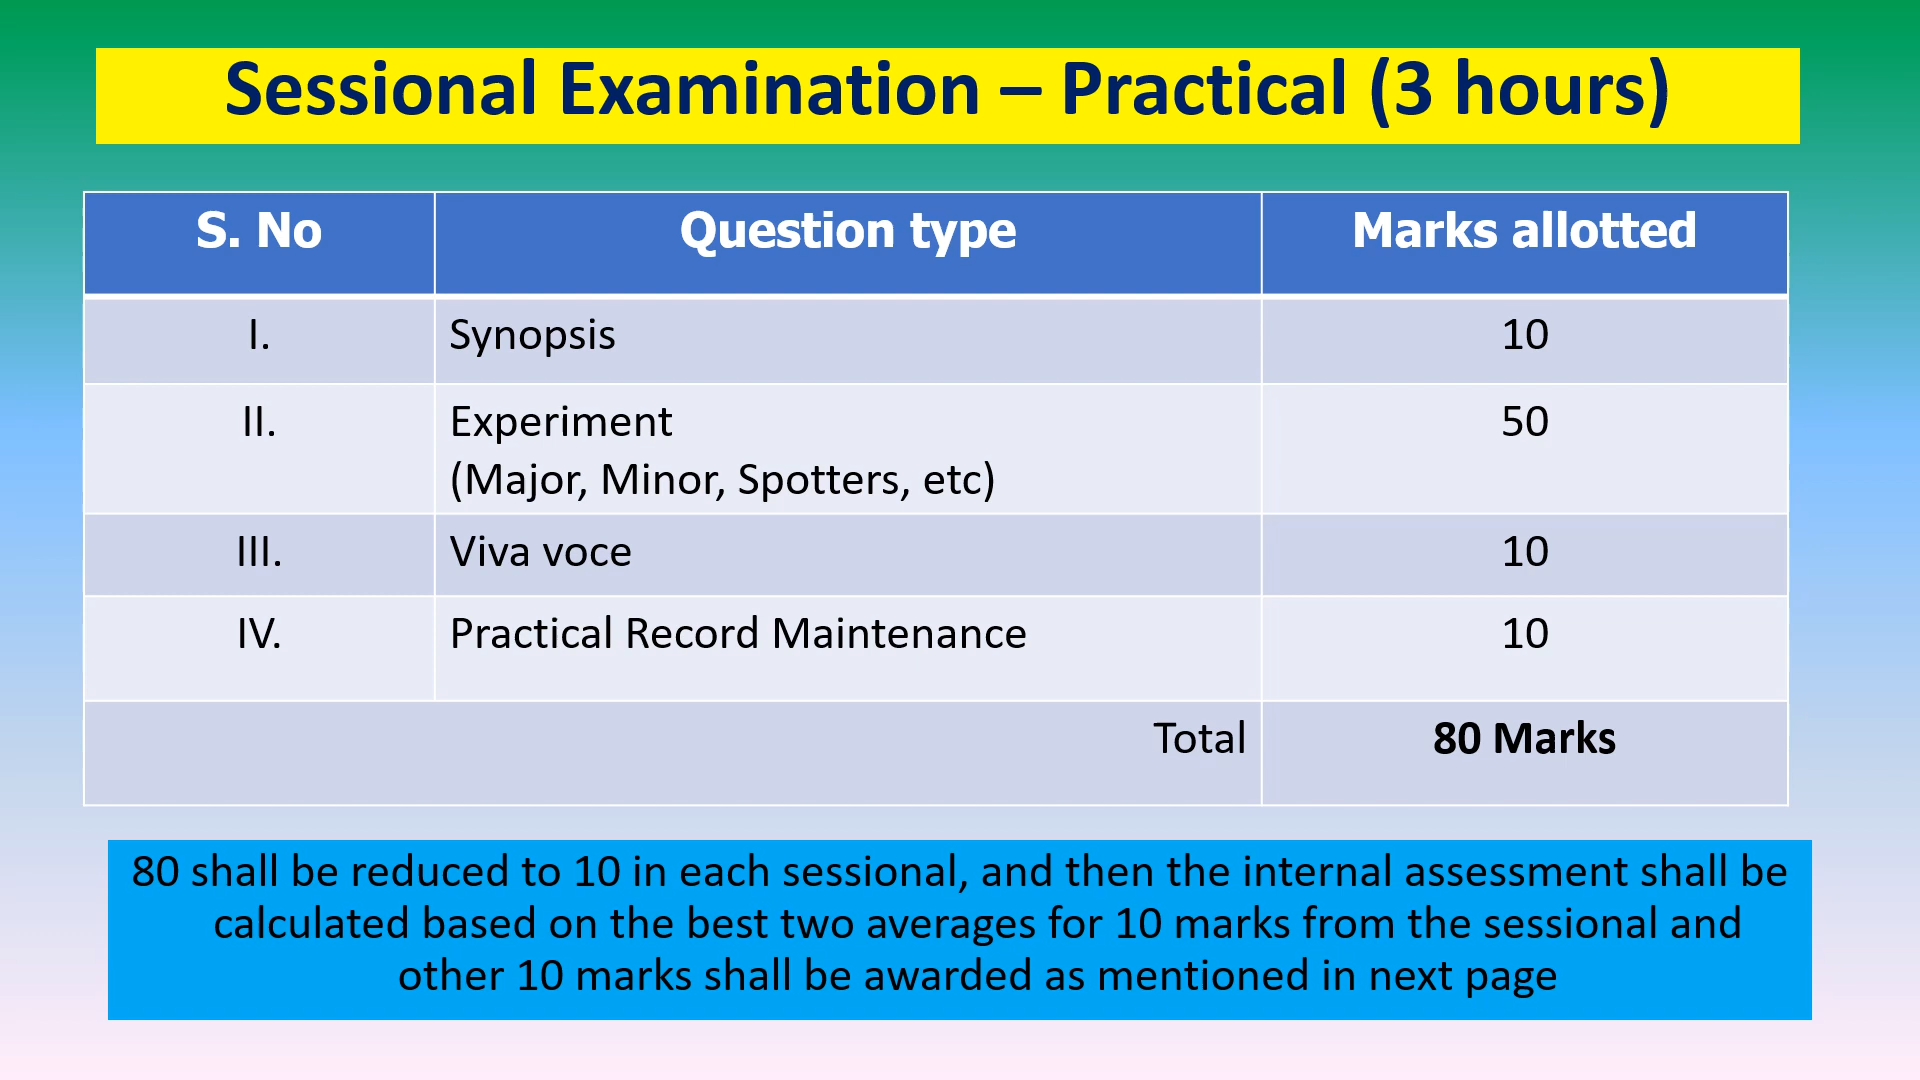 Sessional Examination – Practical (3 hours)
S. No Question type Marks allotted
I. Synopsis 10
II. Experiment 50
(Major, Minor, Spotters, etc)
III. Viva voce 10
IV. Practical Record Maintenance 10
Total 80 Marks
80 shall be reduced to 10 in each sessional, and then the internal assessment shall be
calculated based on the best two averages for 10 marks from the sessional and
other 10 marks shall be awarded as mentioned in next page